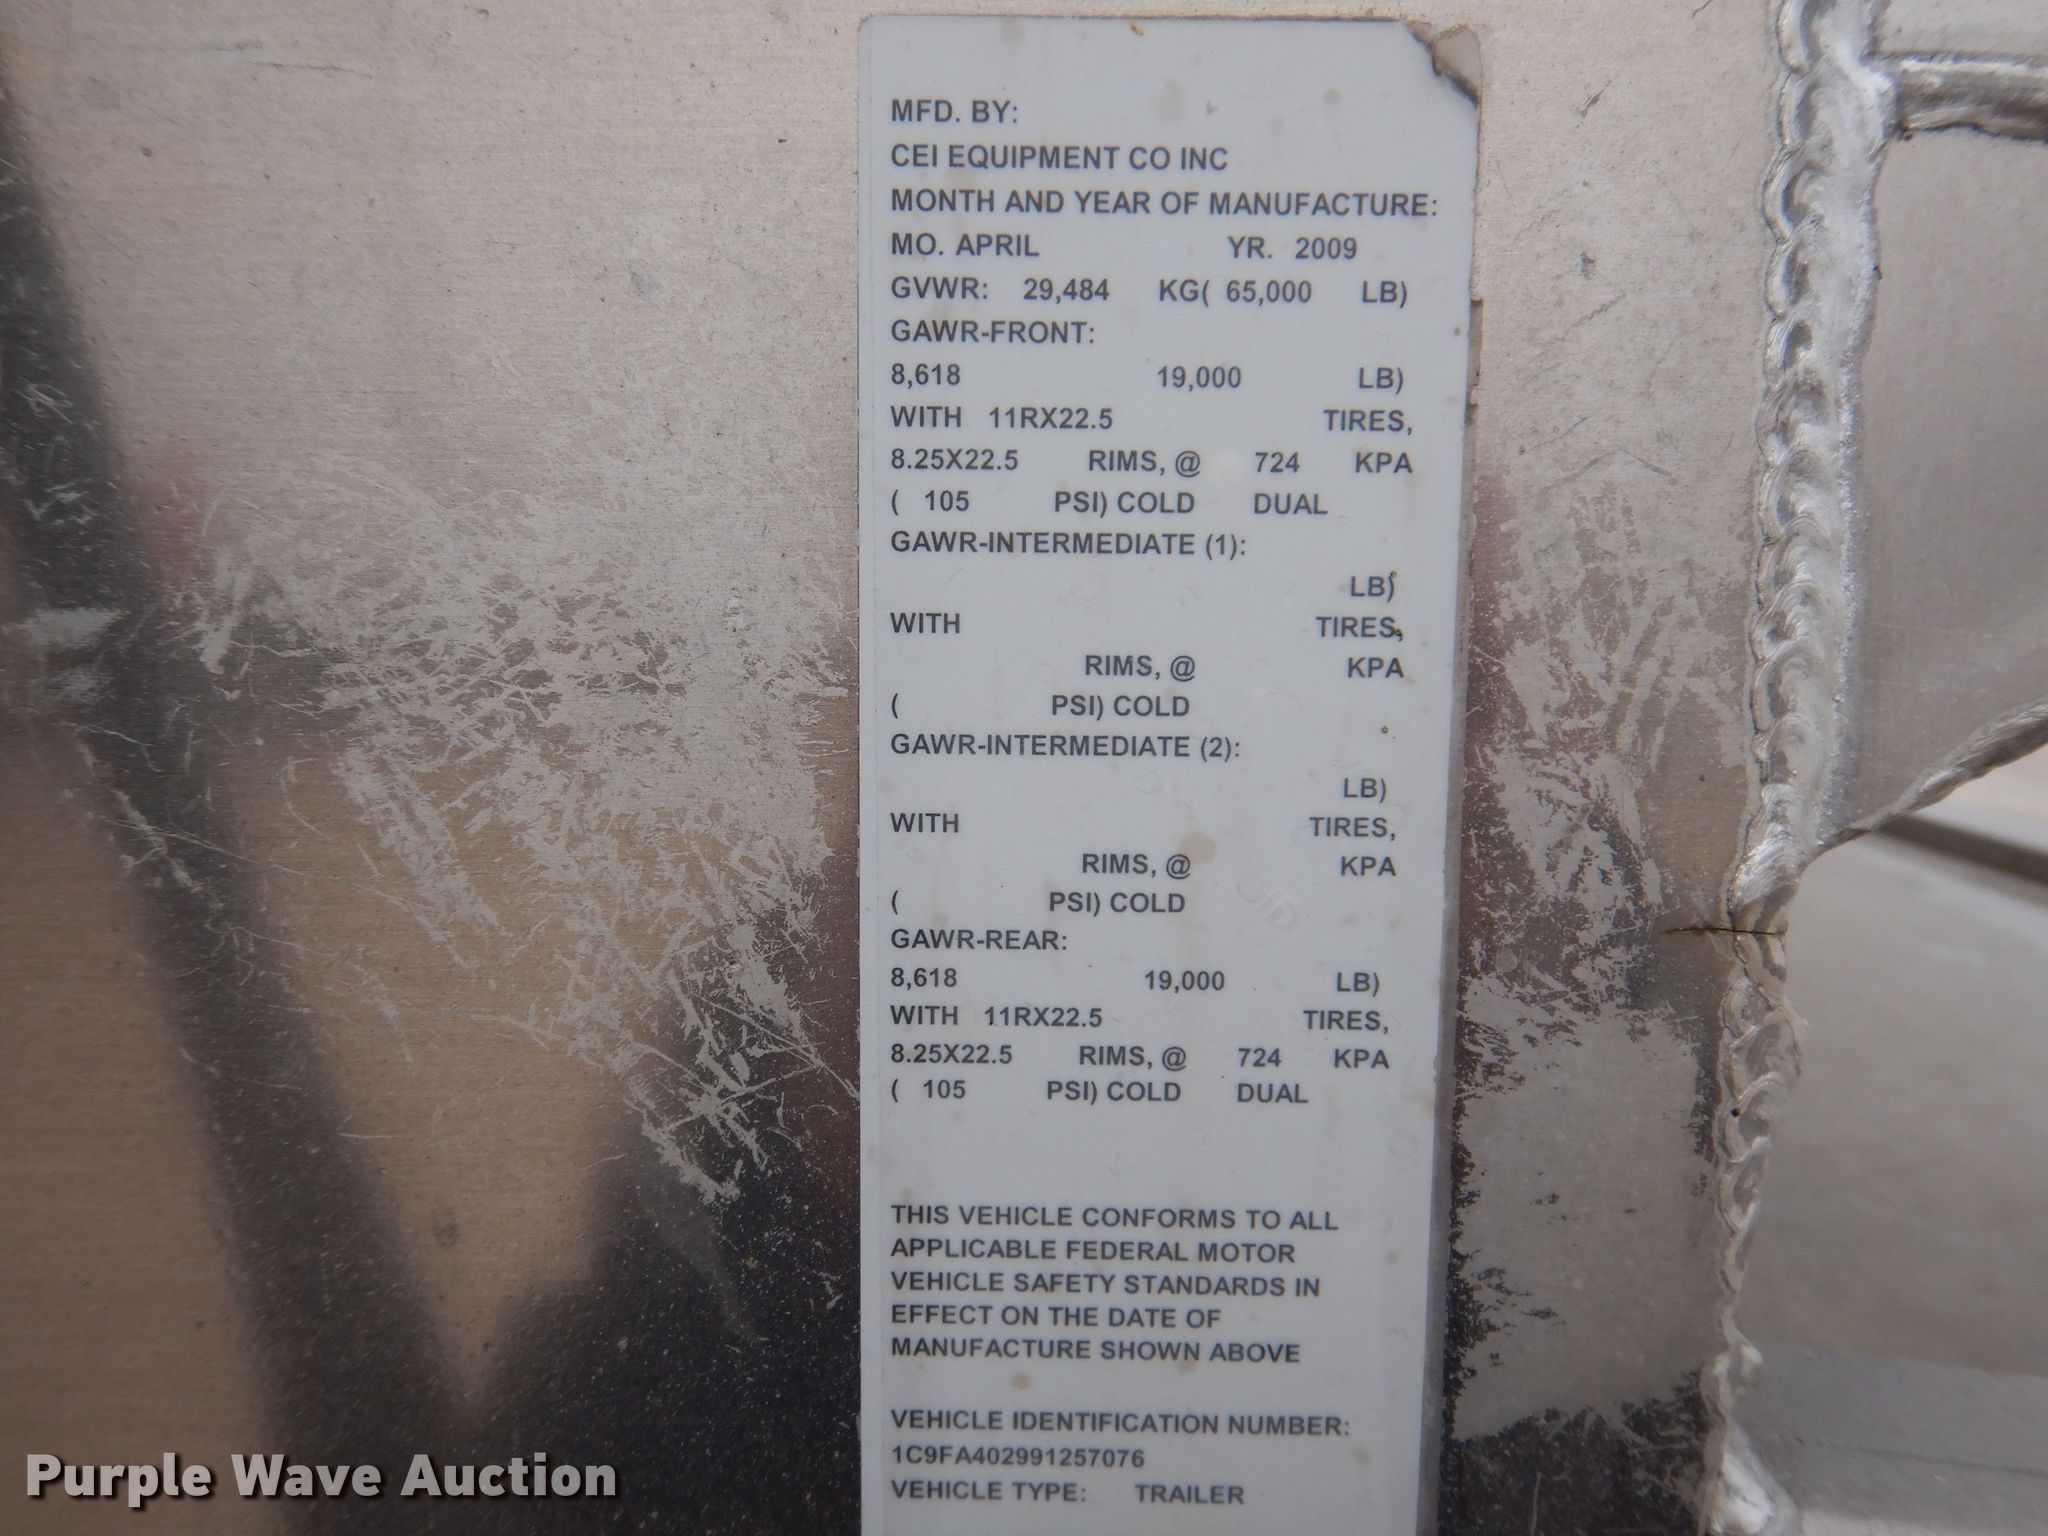 MFD. BY:
CEI EQUIPMENT CO INC
MONTH AND YEAR OF MANUFACTURE:
MO. APRIL YR. 2009
GVWR: 29,484 KG( 65,000 LB)
GAWR-FRONT:
8,618 19,000 LB)
WITH 11RX22.5 TIRES,
8.25X22.5 RIMS, @ 724 KPA
( 105 PSI) COLD DUAL
GAWR-INTERMEDIATE (1):
LB)
WITH TIRES,
RIMS, @ KPA
( PSI) COLD
GAWR-INTERMEDIATE (2):
LB)
WITH TIRES,
RIMS, @ KPA
( PSI) COLD
GAWR-REAR:
8,618 19,000 LB)
WITH 11RX22.5 TIRES,
8.25X22.5 RIMS, @ 724 KPA
( 105 PSI) COLD DUAL
THIS VEHICLE CONFORMS TO ALL
APPLICABLE FEDERAL MOTOR
VEHICLE SAFETY STANDARDS IN
EFFECT ON THE DATE OF
MANUFACTURE SHOWN ABOVE
VEHICLE IDENTIFICATION NUMBER:
1C9FA402991257076
VEHICLE TYPE: TRAILER
Purple Wave Auction